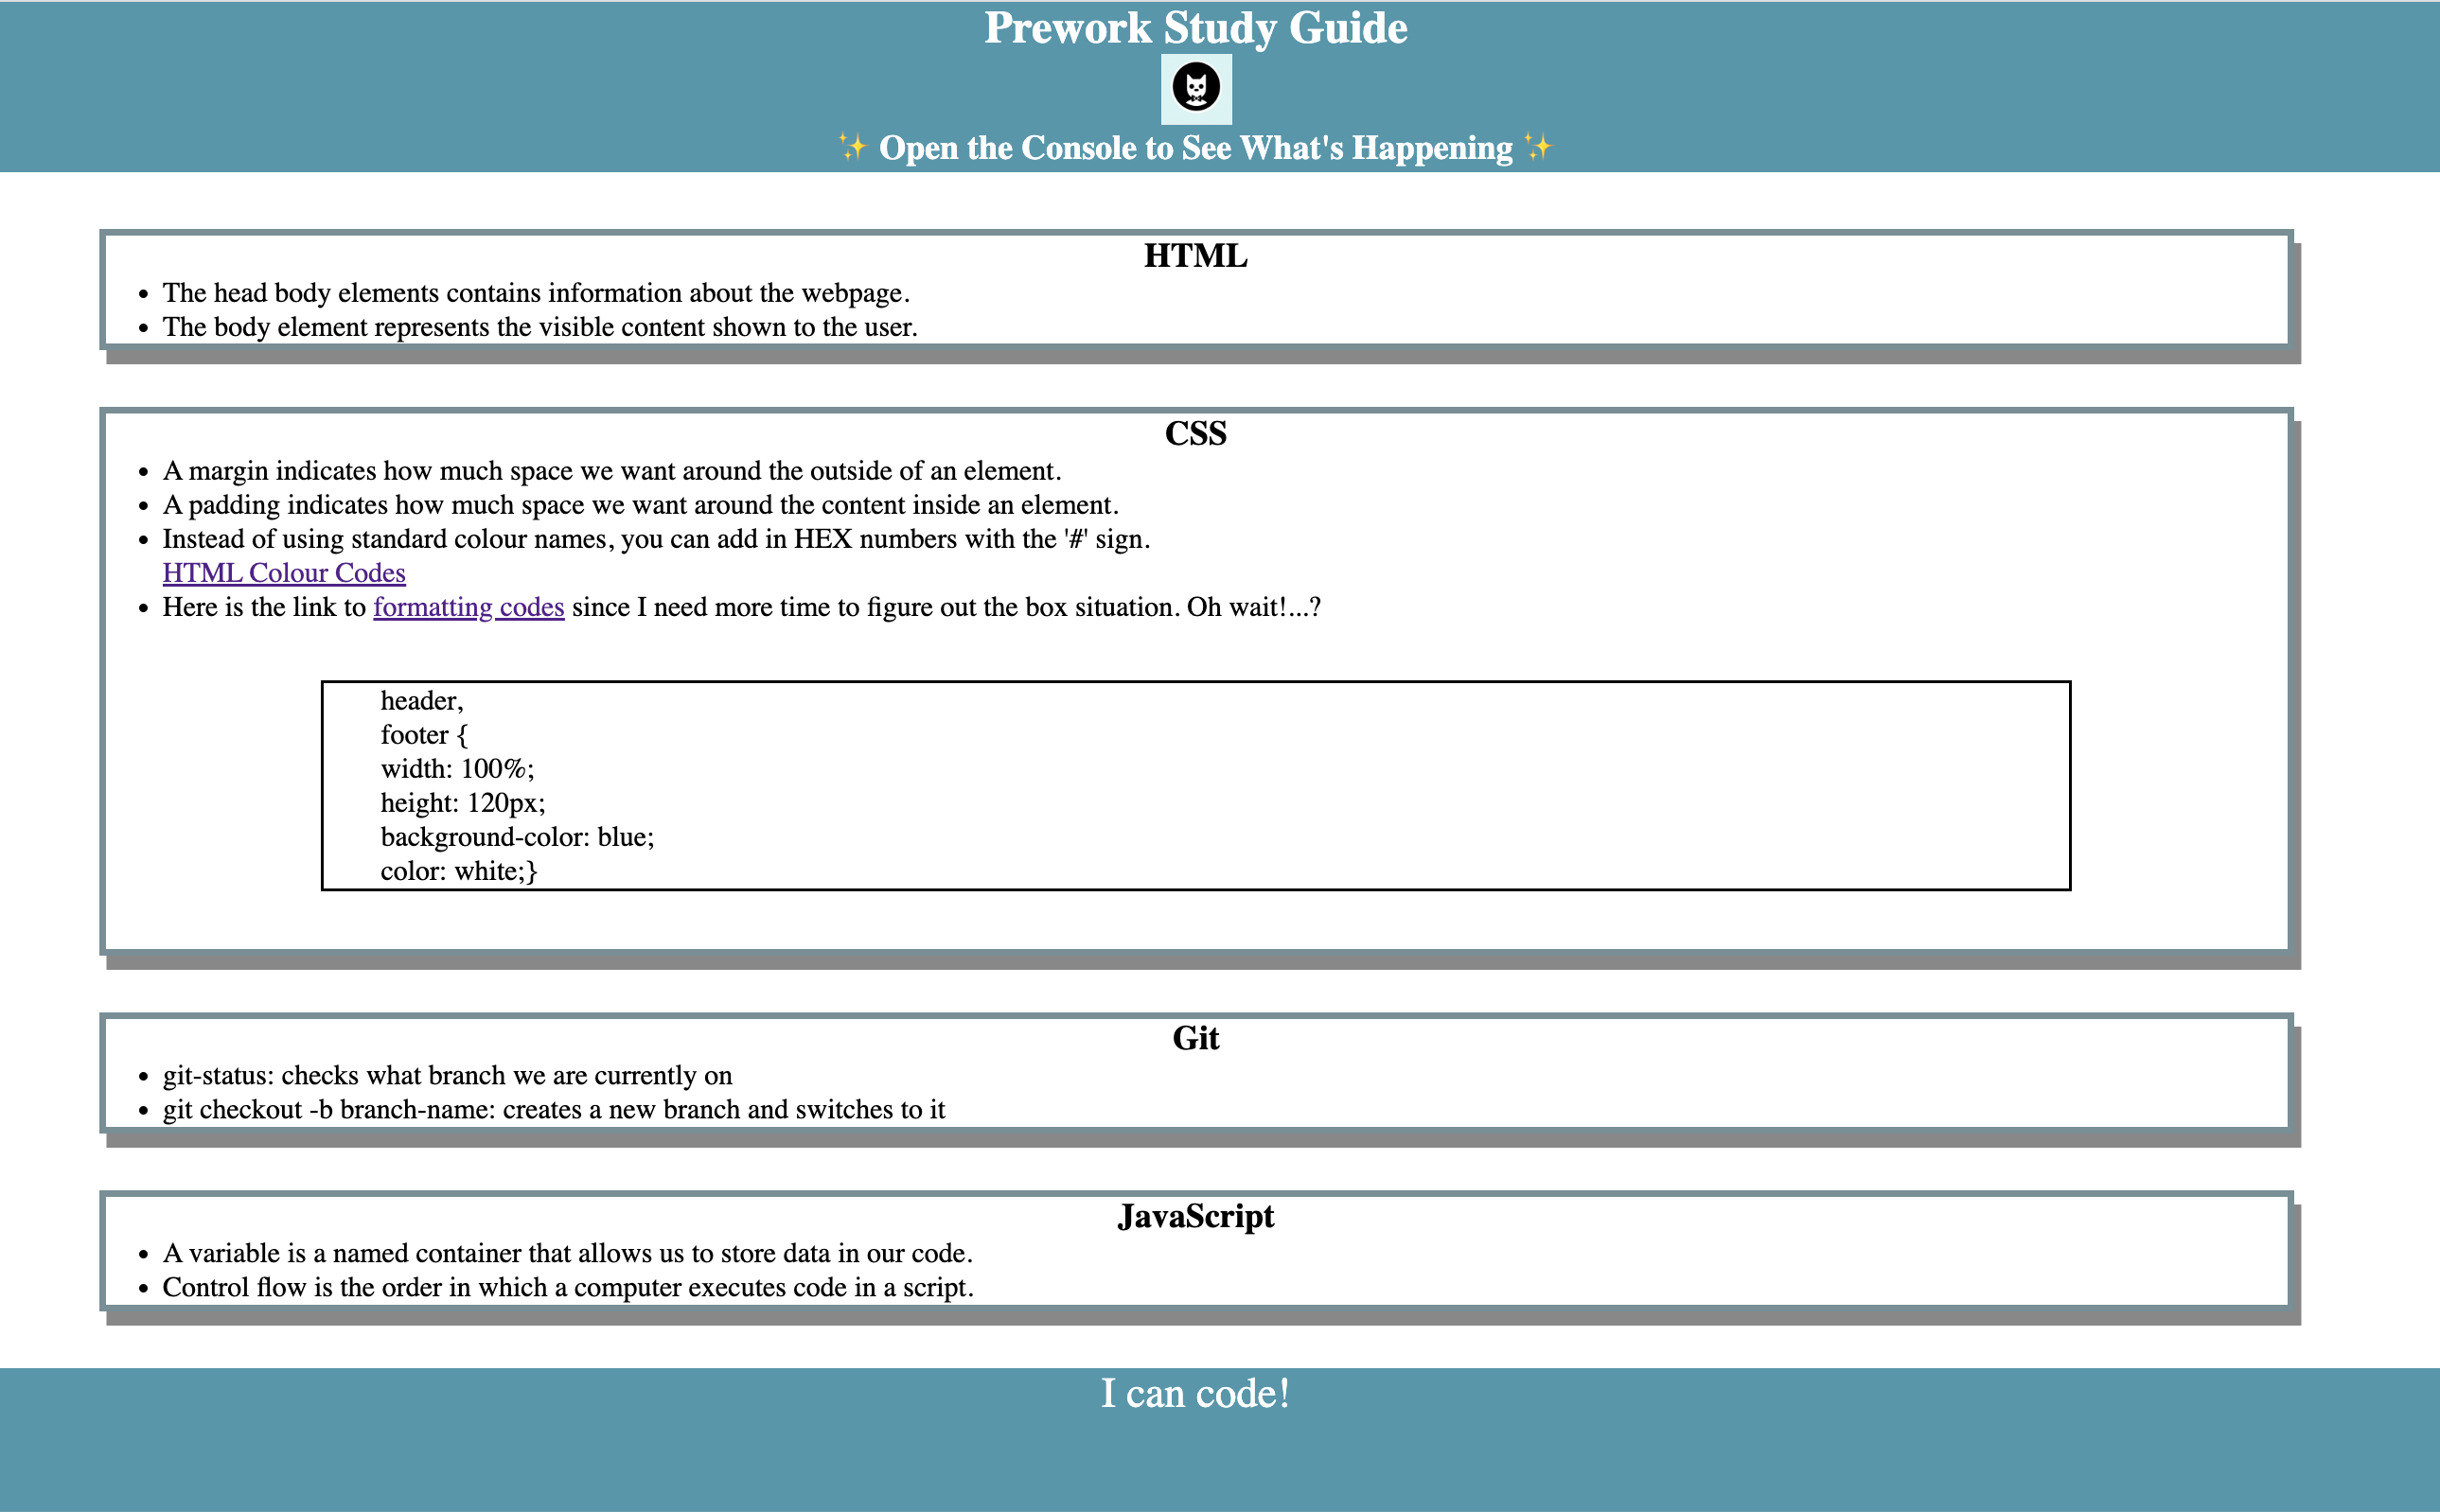 Prework Study Guide
✨ Open the Console to See What's Happening ✨
HTML
• The head body elements contains information about the webpage.
• The body element represents the visible content shown to the user.
CSS
• A margin indicates how much space we want around the outside of an element.
• A padding indicates how much space we want around the content inside an element.
• Instead of using standard colour names, you can add in HEX numbers with the '#' sign.
HTML Colour Codes
• Here is the link to formatting codes since I need more time to figure out the box situation. Oh wait!...?
header,
footer {
width: 100%;
height: 120px;
background-color: blue;
color: white;}
Git
• git-status: checks what branch we are currently on
• git checkout -b branch-name: creates a new branch and switches to it
JavaScript
• A variable is a named container that allows us to store data in our code.
• Control flow is the order in which a computer executes code in a script.
I can code!